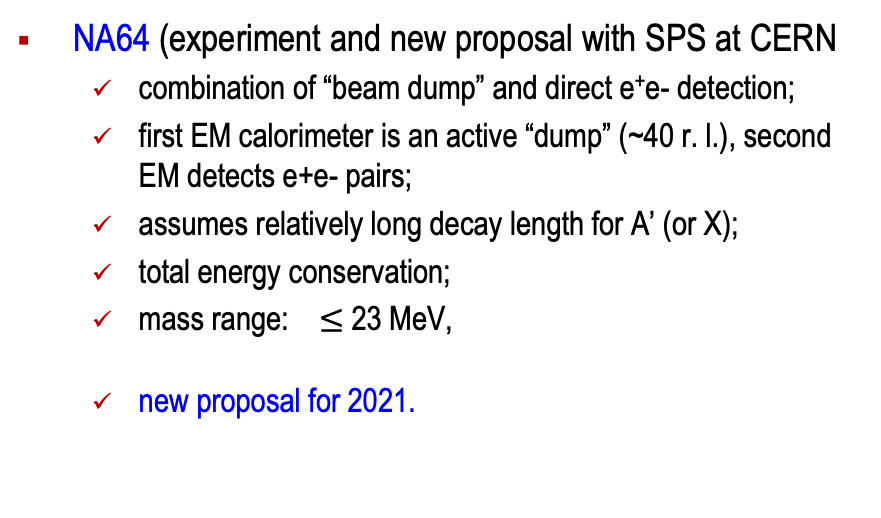 NA64 (experiment and new proposal with SPS at CERN
combination of “beam dump” and direct e⁺e- detection;
first EM calorimeter is an active “dump” (~40 r. l.), second
EM detects e+e- pairs;
assumes relatively long decay length for A’ (or X);
total energy conservation;
mass range: ≤ 23 MeV,
new proposal for 2021.